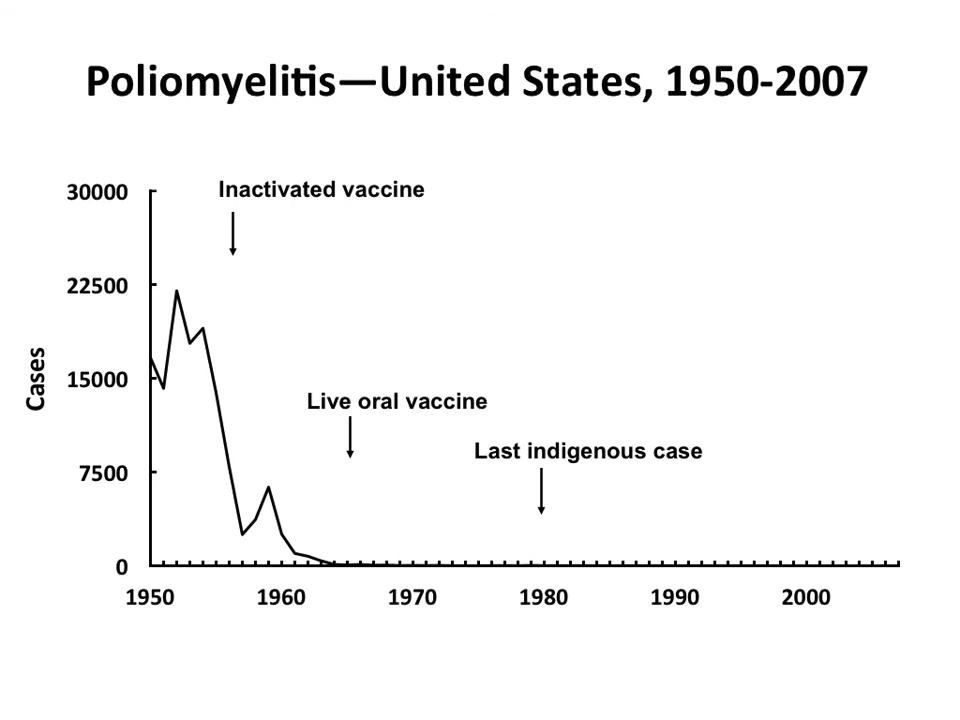 Poliomyelitis—United States, 1950-2007
30000
Inactivated vaccine
22500
Cases
15000
Live oral vaccine
7500
Last indigenous case
0
1950 1960 1970 1980 1990 2000